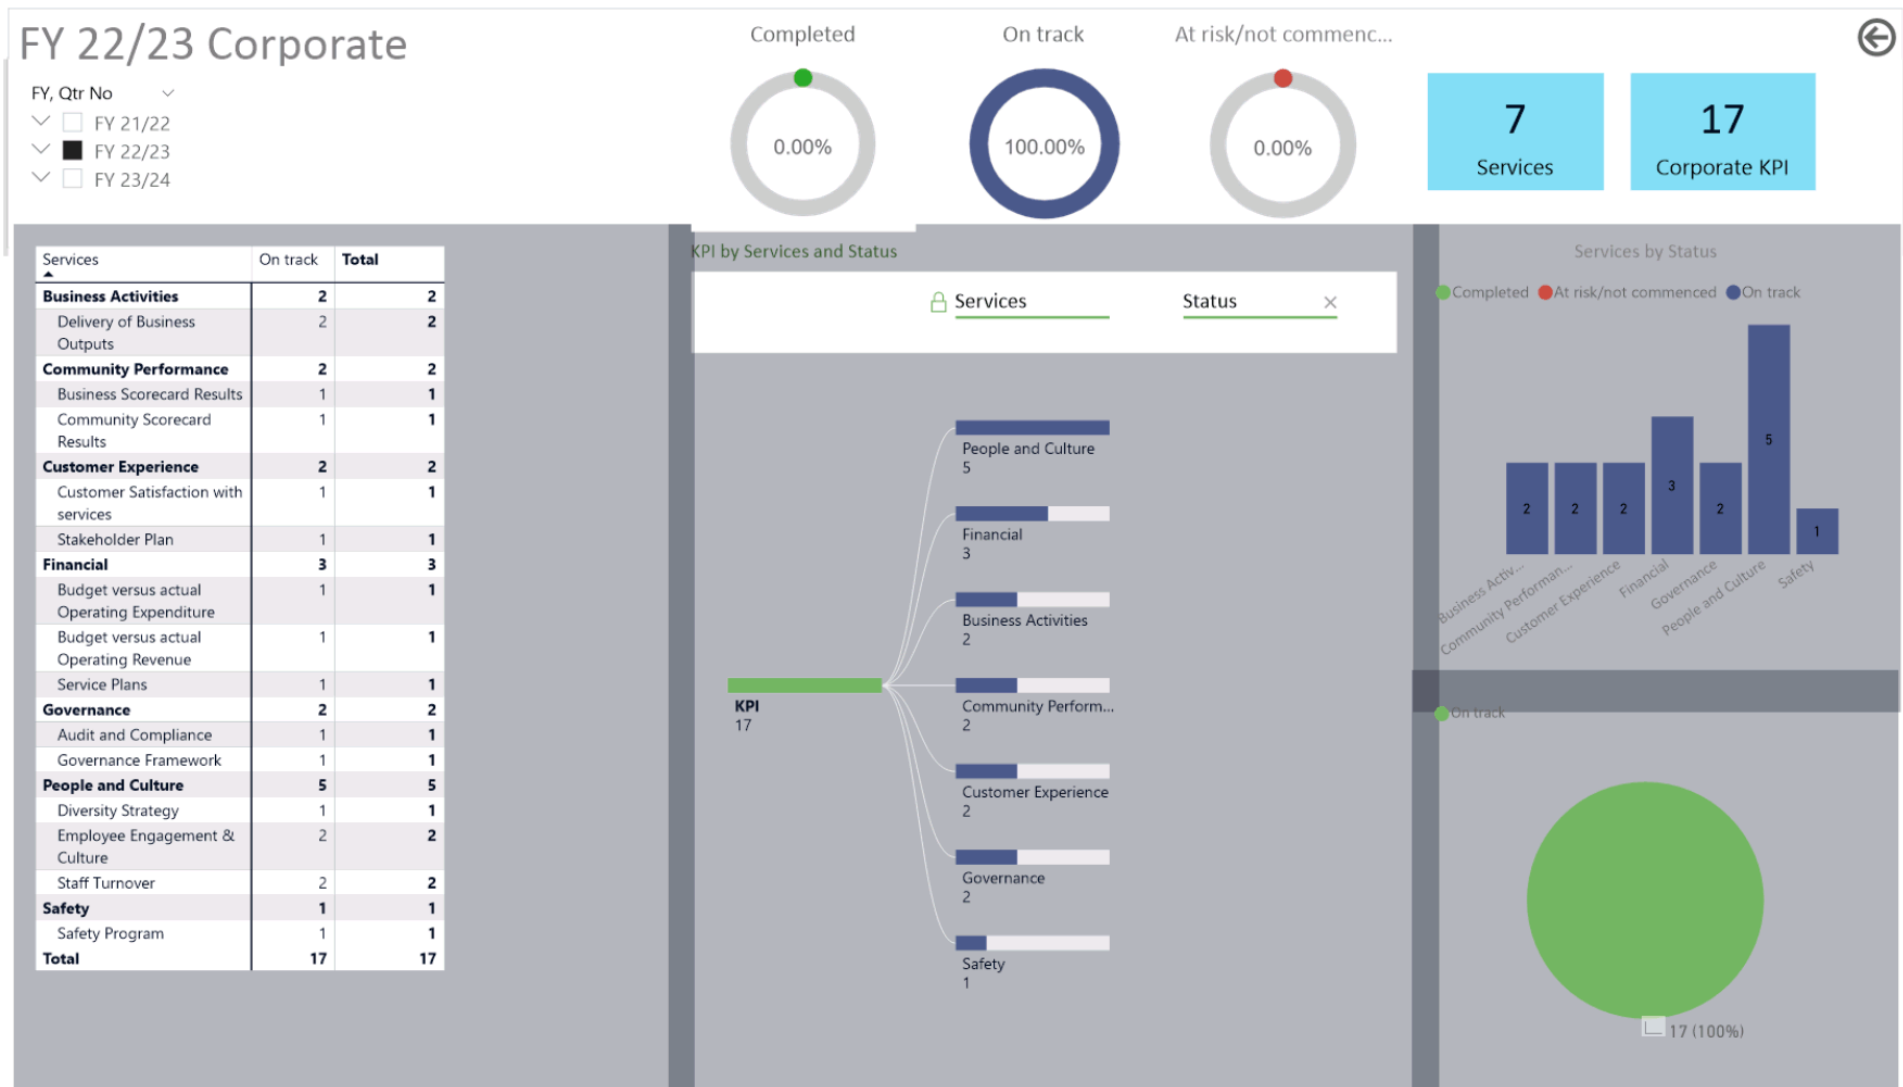 FY 22/23 Corporate
FY, Qtr No
FY 21/22
FY 22/23
FY 23/24
Completed
0.00%
On track
100.00%
At risk/not commenc...
0.00%
7
Services
17
Corporate KPI
Services On track Total
Business Activities 2 2
Delivery of Business 2 2
Outputs
Community Performance 2 2
Business Scorecard Results 1 1
Community Scorecard 1 1
Results
Customer Experience 2 2
Customer Satisfaction with 1 1
services
Stakeholder Plan 1 1
Financial 3 3
Budget versus actual 1 1
Operating Expenditure
Budget versus actual 1 1
Operating Revenue
Service Plans 1 1
Governance 2 2
Audit and Compliance 1 1
Governance Framework 1 1
People and Culture 5 5
Diversity Strategy 1 1
Employee Engagement & 2 2
Culture
Staff Turnover 2 2
Safety 1 1
Safety Program 1 1
Total 17 17
KPI by Services and Status
Services Status
KPI
17
People and Culture
5
Financial
3
Business Activities
2
Community Perform...
2
Customer Experience
2
Governance
2
Safety
1
Services by Status
Completed At risk/not commenced On track
2 2 2 3 2 5 1
Business Activ...
Community Performan...
Customer Experience
Financial
Governance
People and Culture
Safety
On track
17 (100%)